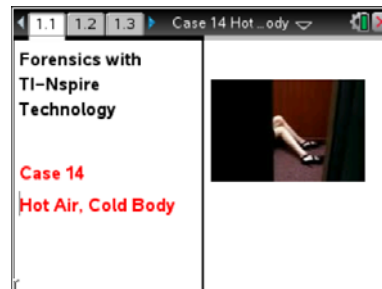 1.1 1.2 1.3 Case 14 Hot…ody
Forensics with
TI-Nspire
Technology
Case 14
Hot Air, Cold Body